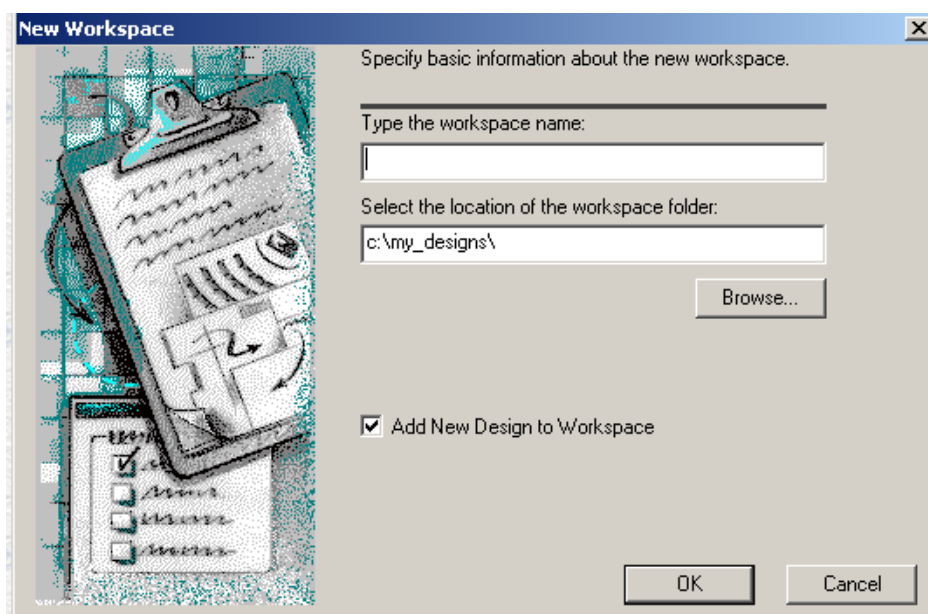 New Workspace
Specify basic information about the new workspace.
Type the workspace name:
Select the location of the workspace folder:
c:\my_designs\
Browse...
Add New Design to Workspace
OK
Cancel